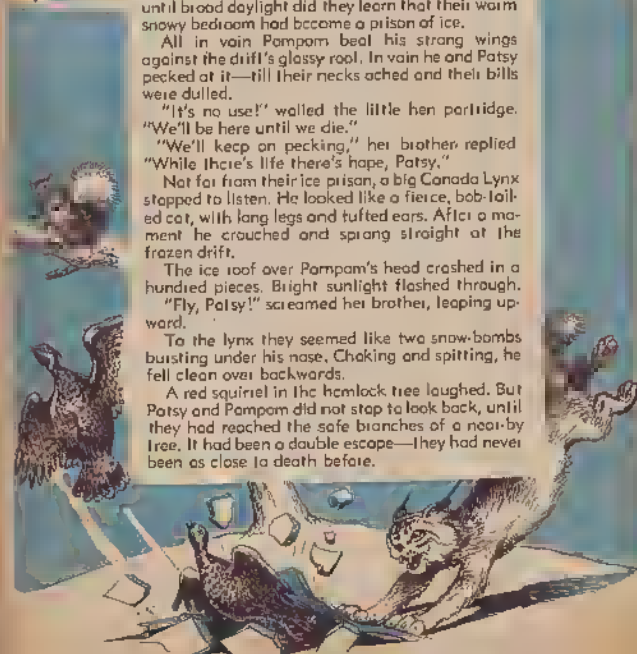 until broad daylight did they learn that their warm
snowy bedroom had become a prison of ice.
All in vain Pompom beat his strong wings
against the drift's glassy roof. In vain he and Patsy
pecked at it—till their necks ached and their bills
were dulled.
"It's no use!" wailed the little hen partridge.
"We'll be here until we die."
"We'll keep on pecking," her brother replied
"While there's life there's hope, Patsy."
Not far from their ice prison, a big Canada Lynx
stopped to listen. He looked like a fierce, bob-tail-
ed cat, with long legs and tufted ears. After a mo-
ment he crouched and sprang straight at the
frozen drift.
The ice roof over Pompom's head crashed in a
hundred pieces. Bright sunlight flashed through.
"Fly, Patsy!" screamed her brother, leaping up-
ward.
To the lynx they seemed like two snow-bombs
bursting under his nose. Choking and spitting, he
fell clean over backwards.
A red squirrel in the hemlock tree laughed. But
Patsy and Pompom did not stop to look back, until
they had reached the safe branches of a near-by
tree. It had been a double escape—they had never
been as close to death before.